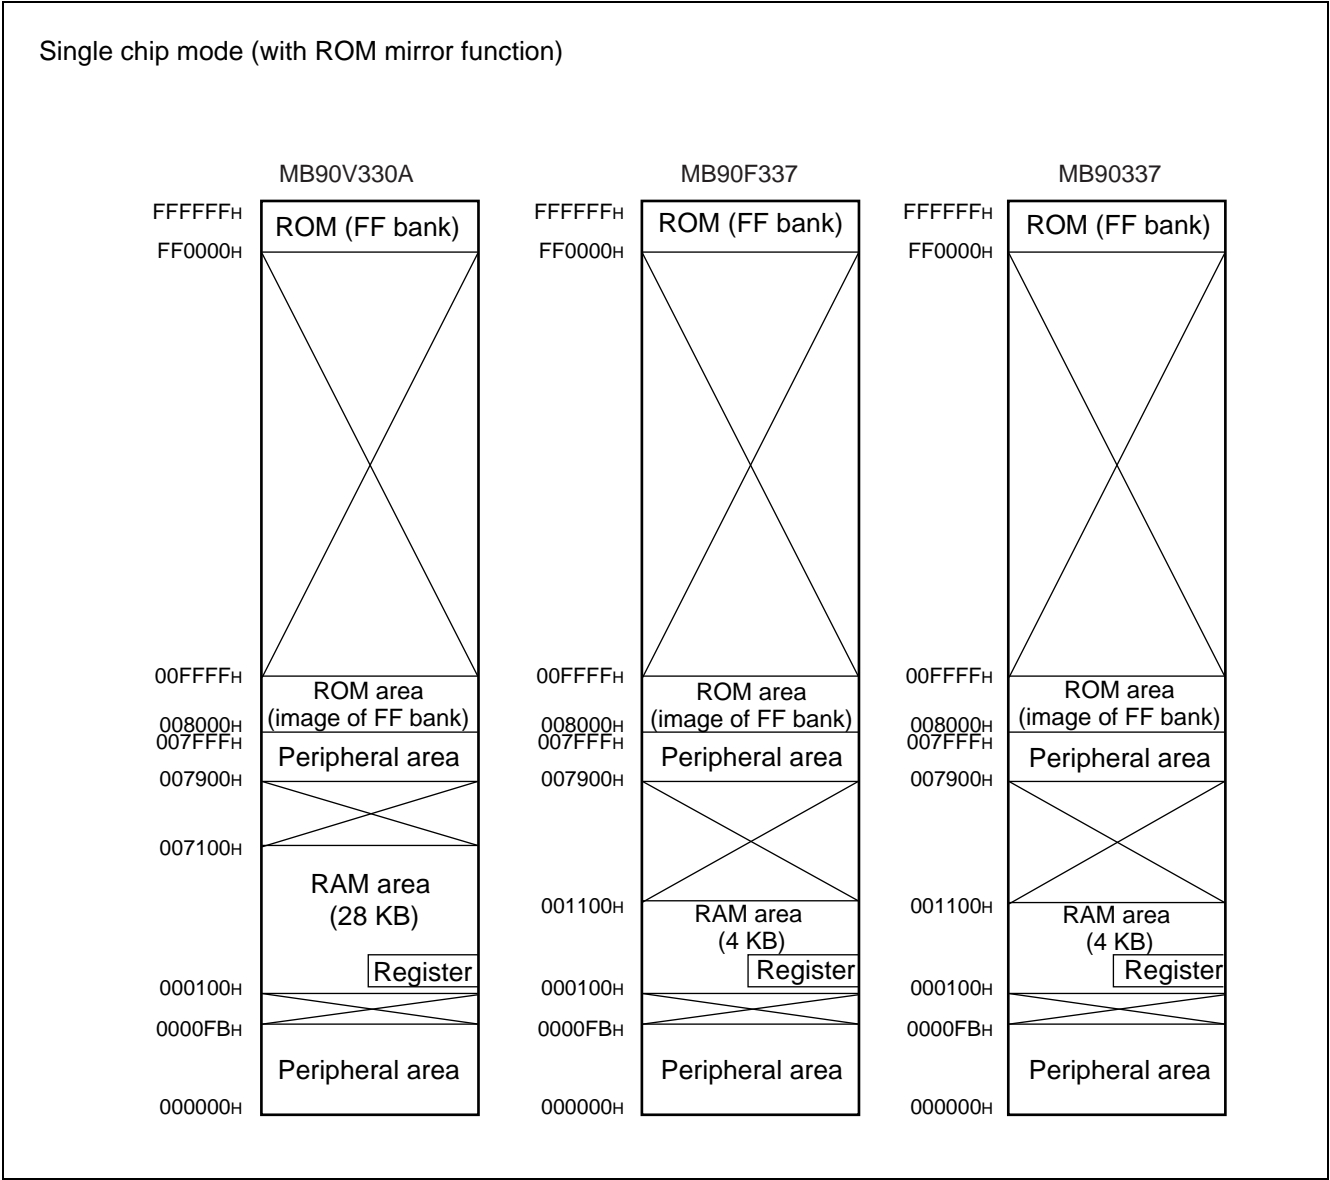 Single chip mode (with ROM mirror function)
MB90V330A
FFFFFFH
ROM (FF bank)
FF0000H
00FFFFH
ROM area
(image of FF bank)
008000H
007FFFH
Peripheral area
007900H
007100H
RAM area
(28 KB)
Register
000100H
0000FBH
Peripheral area
000000H
MB90F337
FFFFFFH
ROM (FF bank)
FF0000H
00FFFFH
ROM area
(image of FF bank)
008000H
007FFFH
Peripheral area
007900H
001100H
RAM area
(4 KB)
Register
000100H
0000FBH
Peripheral area
000000H
MB90337
FFFFFFH
ROM (FF bank)
FF0000H
00FFFFH
ROM area
(image of FF bank)
008000H
007FFFH
Peripheral area
007900H
001100H
RAM area
(4 KB)
Register
000100H
0000FBH
Peripheral area
000000H